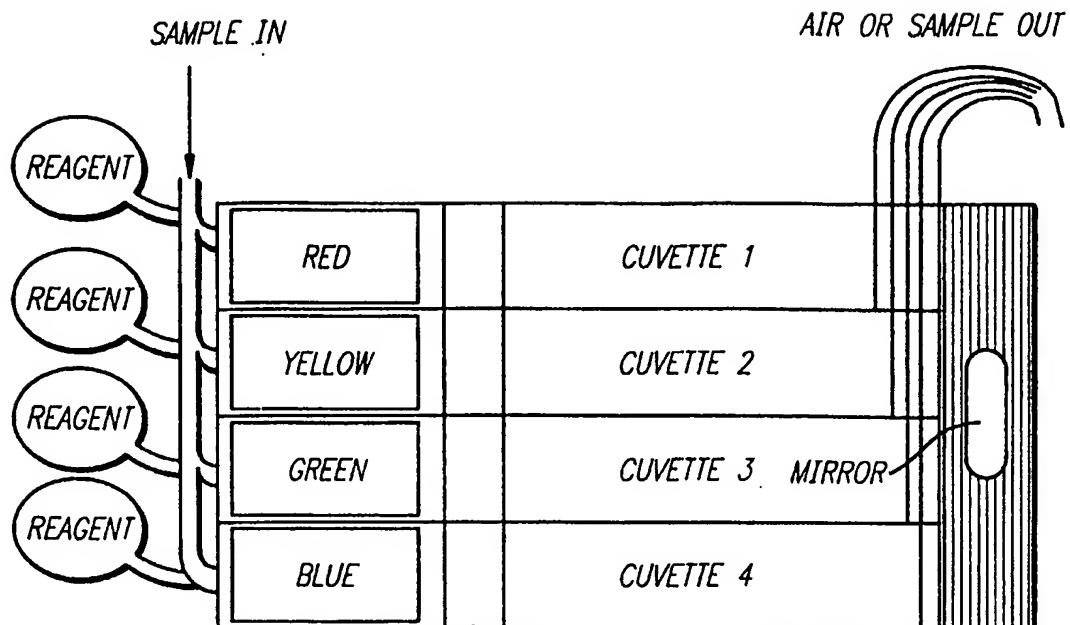 SAMPLE IN
AIR OR SAMPLE OUT
REAGENT
RED
CUVETTE 1
REAGENT
YELLOW
CUVETTE 2
REAGENT
GREEN
CUVETTE 3
MIRROR
REAGENT
BLUE
CUVETTE 4